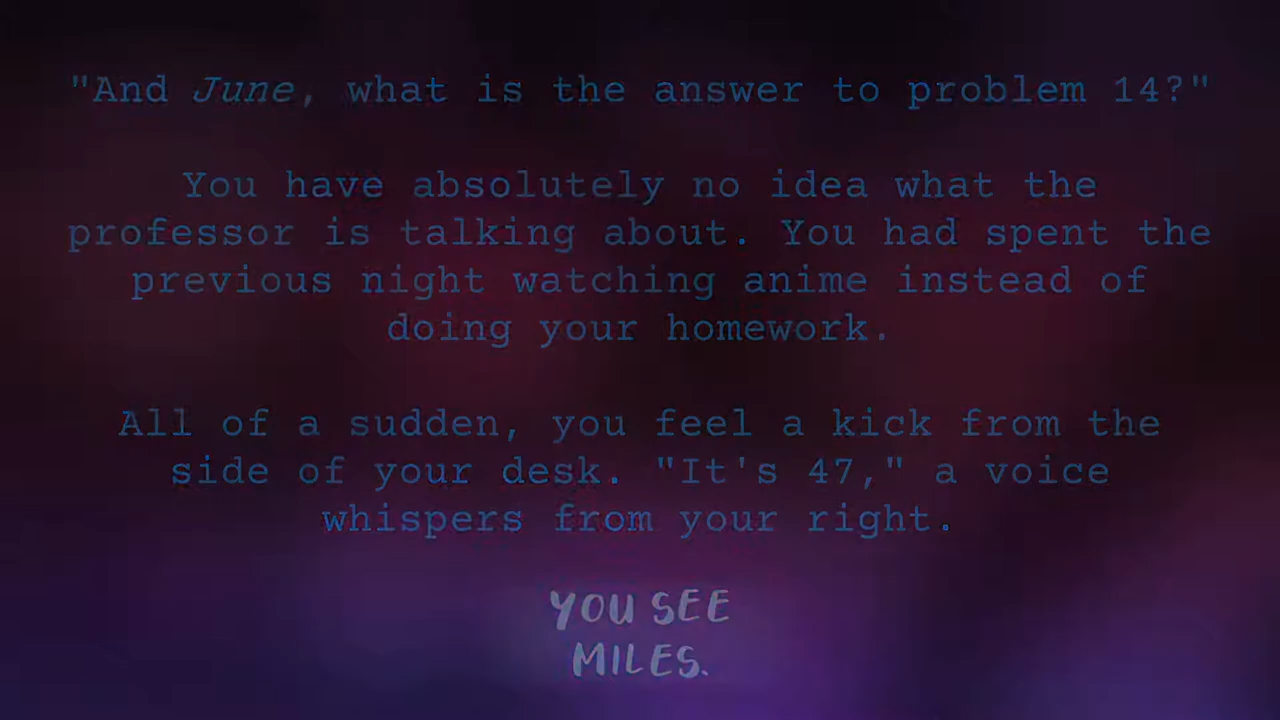 "And June, what is the answer to problem 14?"
You have absolutely no idea what the
professor is talking about. You had spent the
previous night watching anime instead of
doing your homework.
All of a sudden, you feel a kick from the
side of your desk. "It's 47," a voice
whispers from your right.
YOU SEE
MILES.